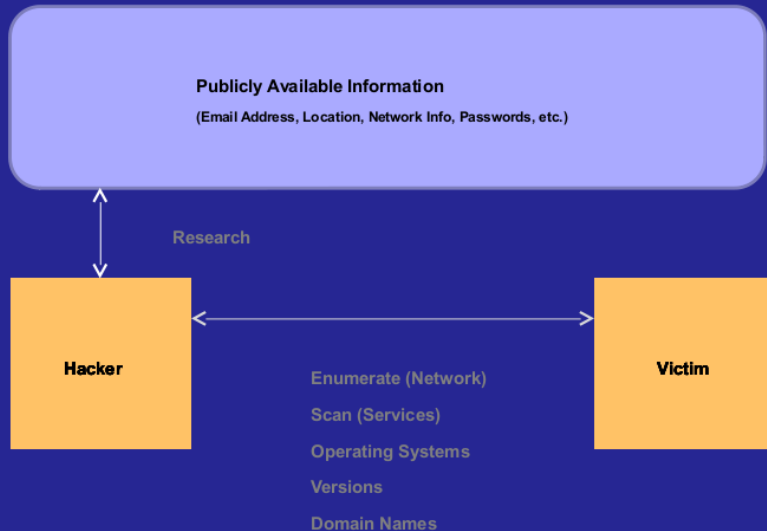 Publicly Available Information
(Email Address, Location, Network Info, Passwords, etc.)
Research
Hacker
Victim
Enumerate (Network)
Scan (Services)
Operating Systems
Versions
Domain Names